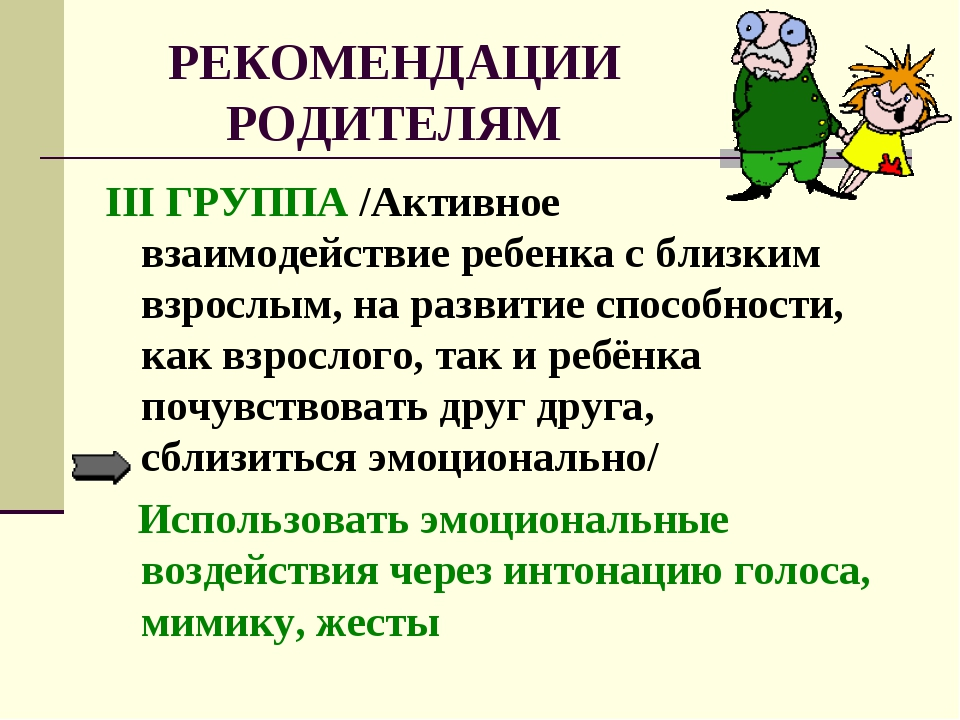 РЕКОМЕНДАЦИИ
РОДИТЕЛЯМ
III ГРУППА /Активное
взаимодействие ребенка с близким
взрослым, на развитие способности,
как взрослого, так и ребёнка
почувствовать друг друга,
сблизиться эмоционально/
Использовать эмоциональные
воздействия через интонацию голоса,
мимику, жесты